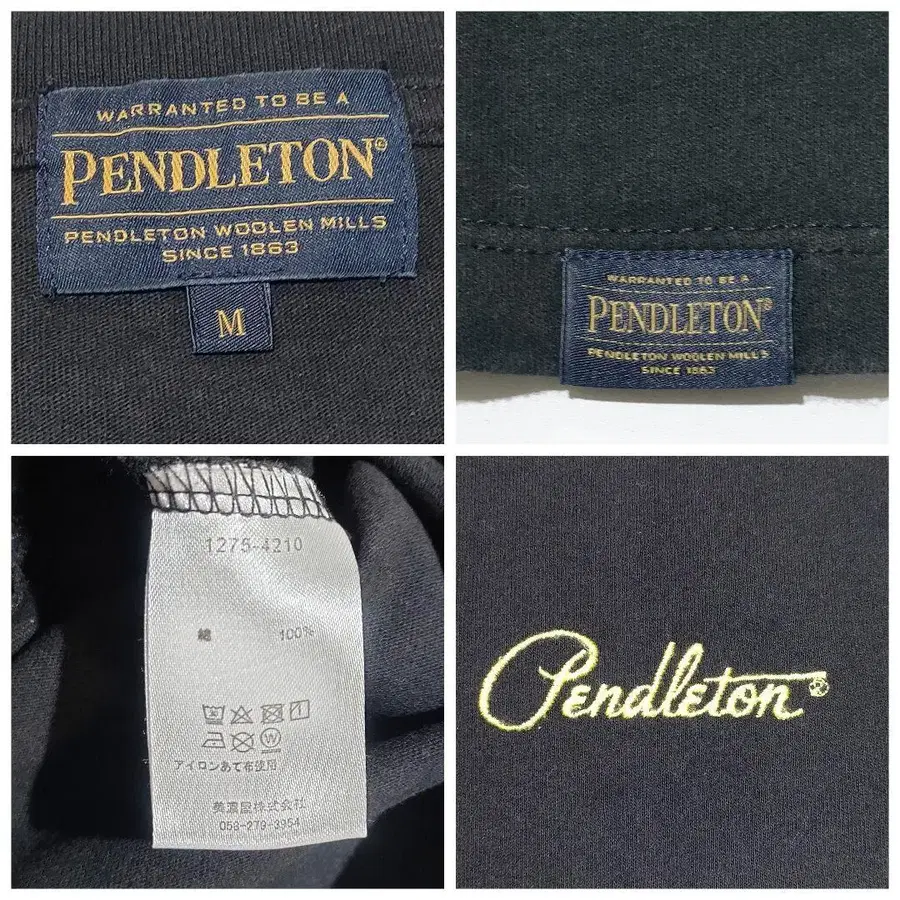 WARRANTED TO BE A
PENDLETON®
PENDLETON WOOLEN MILLS
SINCE 1863
M
WARRANTED TO BE A
PENDLETON®
PENDLETON WOOLEN MILLS
SINCE 1863
1275-4210
綿 100%
アイロンあて布使用
美濃屋株式会社
058-279-3954
Pendleton®